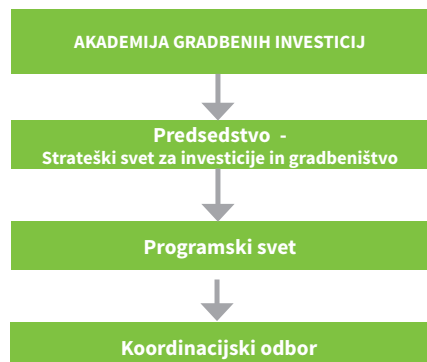 AKADEMIJA GRADBENIH INVESTICIJ
Predsedstvo -
Strateški svet za investicije in gradbeništvo
Programski svet
Koordinacijski odbor